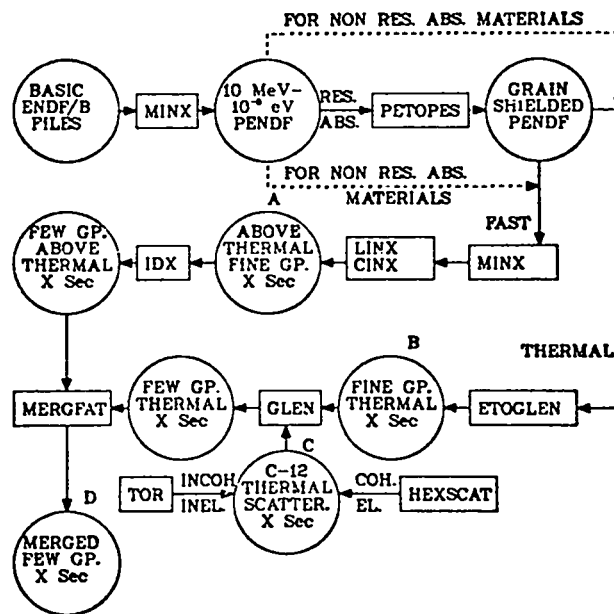 FOR NON RES. ABS. MATERIALS
BASIC
ENDF/B
FILES
MINX
10 MeV-
10⁻⁶ eV
PENDF
RES.
ABS.
PETOPES
GRAIN
SHIELDED
PENDF
FOR NON RES. ABS.
MATERIALS
A
FAST
FEW GP.
ABOVE
THERMAL
X Sec
IDX
ABOVE
THERMAL
FINE GP.
X Sec
LINX
CINX
MINX
B
THERMAL
MERGFAT
FEW GP.
THERMAL
X Sec
GLEN
FINE GP.
THERMAL
X Sec
ETOGLEN
C
TOR
INCOH.
INEL.
C-12
THERMAL
SCATTER.
X Sec
COH.
EL.
HEXSCAT
D
MERGED
FEW GP.
X Sec